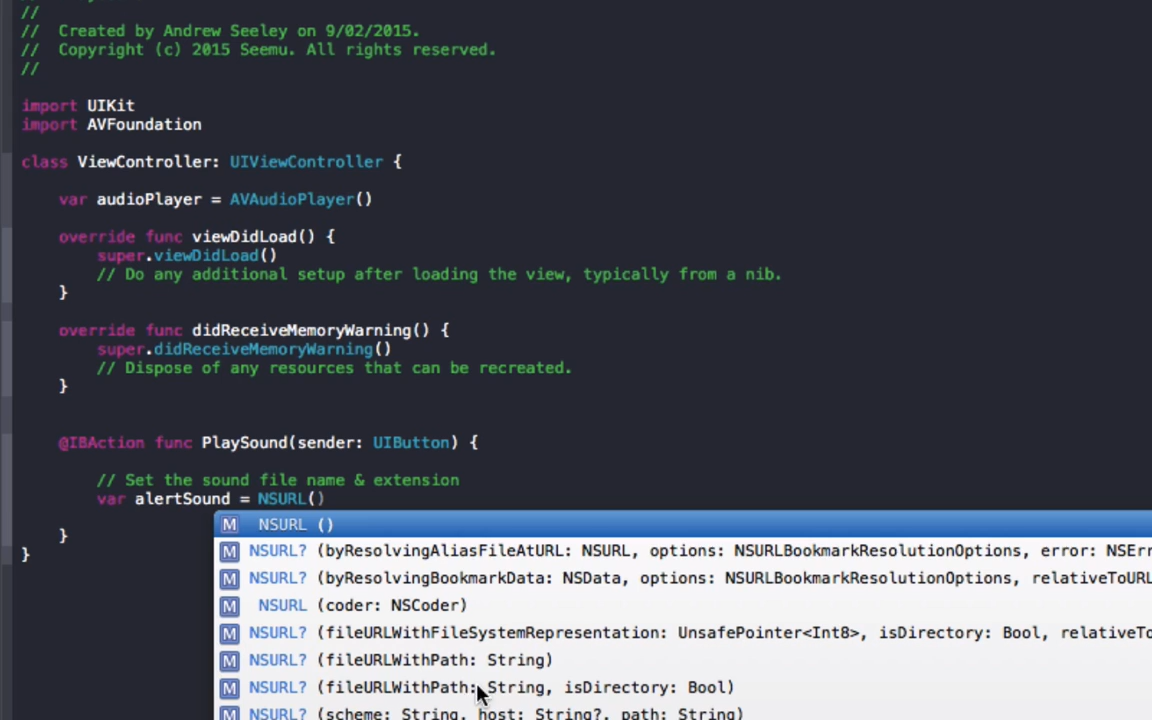 //
// Created by Andrew Seeley on 9/02/2015.
// Copyright (c) 2015 Seemu. All rights reserved.
//
import UIKit
import AVFoundation
class ViewController: UIViewController {
var audioPlayer = AVAudioPlayer()
override func viewDidLoad() {
super.viewDidLoad()
// Do any additional setup after loading the view, typically from a nib.
}
override func didReceiveMemoryWarning() {
super.didReceiveMemoryWarning()
// Dispose of any resources that can be recreated.
}
@IBAction func PlaySound(sender: UIButton) {
// Set the sound file name & extension
var alertSound = NSURL()
}
}
M NSURL ()
M NSURL? (byResolvingAliasFileAtURL: NSURL, options: NSURLBookmarkResolutionOptions, error: NSErr
M NSURL? (byResolvingBookmarkData: NSData, options: NSURLBookmarkResolutionOptions, relativeToURL
M NSURL (coder: NSCoder)
M NSURL? (fileURLWithFileSystemRepresentation: UnsafePointer<Int8>, isDirectory: Bool, relativeTo
M NSURL? (fileURLWithPath: String)
M NSURL? (fileURLWithPath: String, isDirectory: Bool)
M NSURL? (scheme: String, host: String?, path: String)